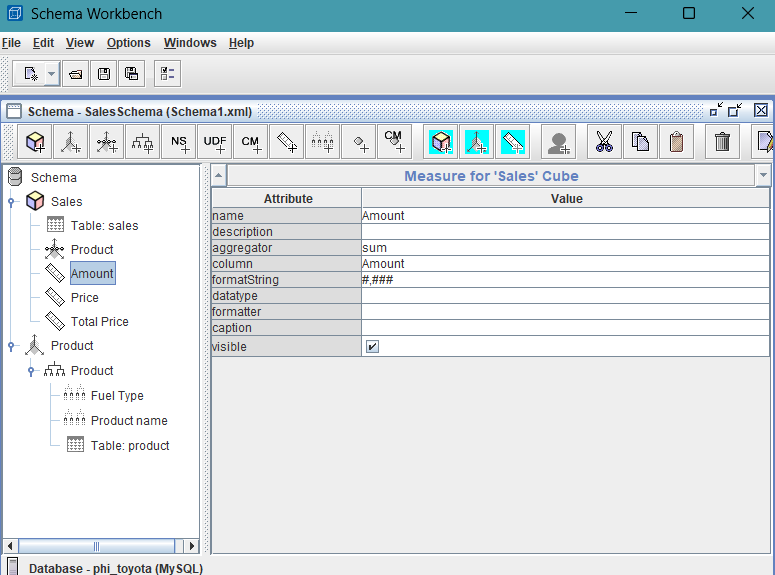 Schema Workbench
File Edit View Options Windows Help
Schema - SalesSchema (Schema1.xml)
NS UDF CM CM
Schema
Sales
Table: sales
Product
Amount
Price
Total Price
Product
Product
Fuel Type
Product name
Table: product
Measure for 'Sales' Cube
Attribute Value
name Amount
description
aggregator sum
column Amount
formatString #,###
datatype
formatter
caption
visible
Database - phi_toyota (MySQL)